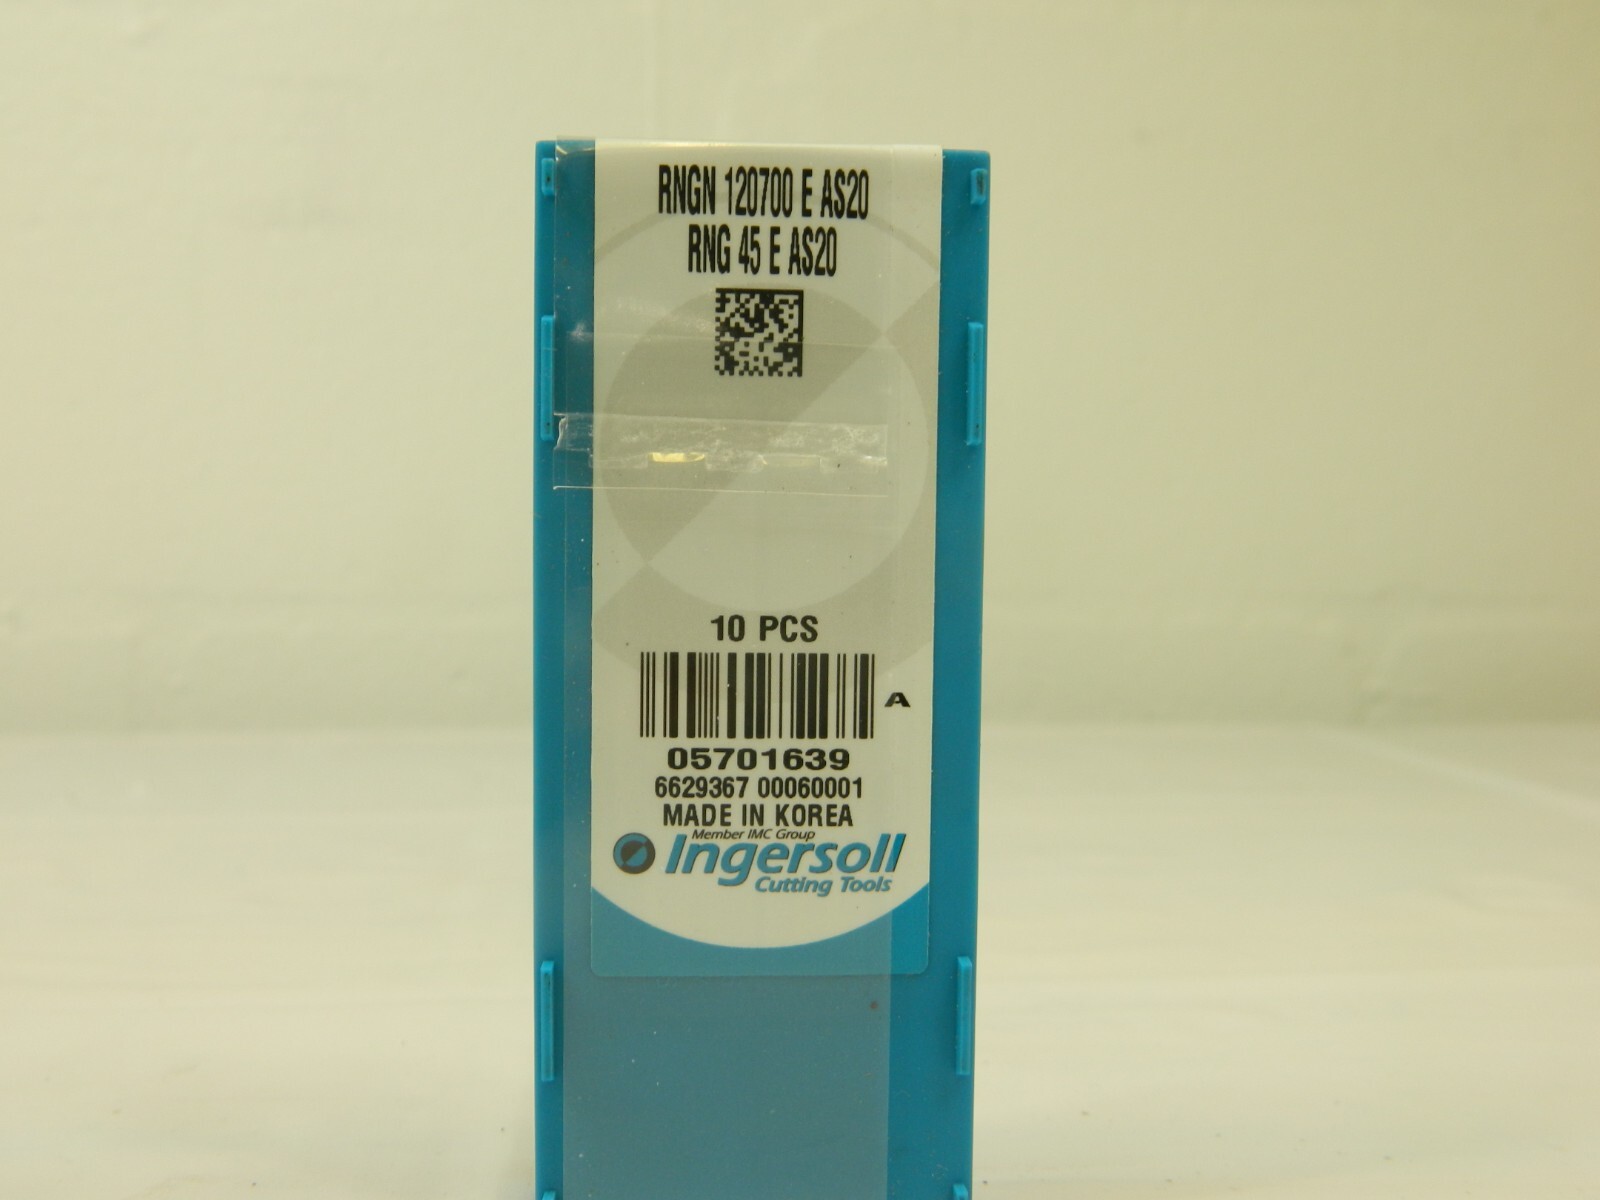 RNGN 120700 E AS20
RNG 45 E AS20
10 PCS
A
05701639
6629367 00060001
MADE IN KOREA
Member IMC Group
Ingersoll
Cutting Tools